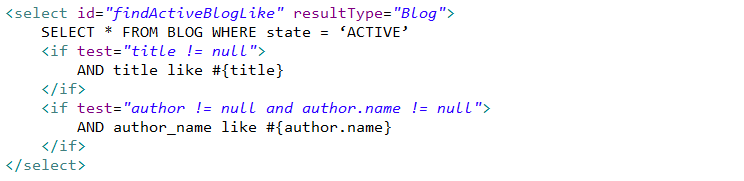 <select id="findActiveBlogLike" resultType="Blog">
    SELECT * FROM BLOG WHERE state = ‘ACTIVE’
    <if test="title != null">
        AND title like #{title}
    </if>
    <if test="author != null and author.name != null">
        AND author_name like #{author.name}
    </if>
</select>